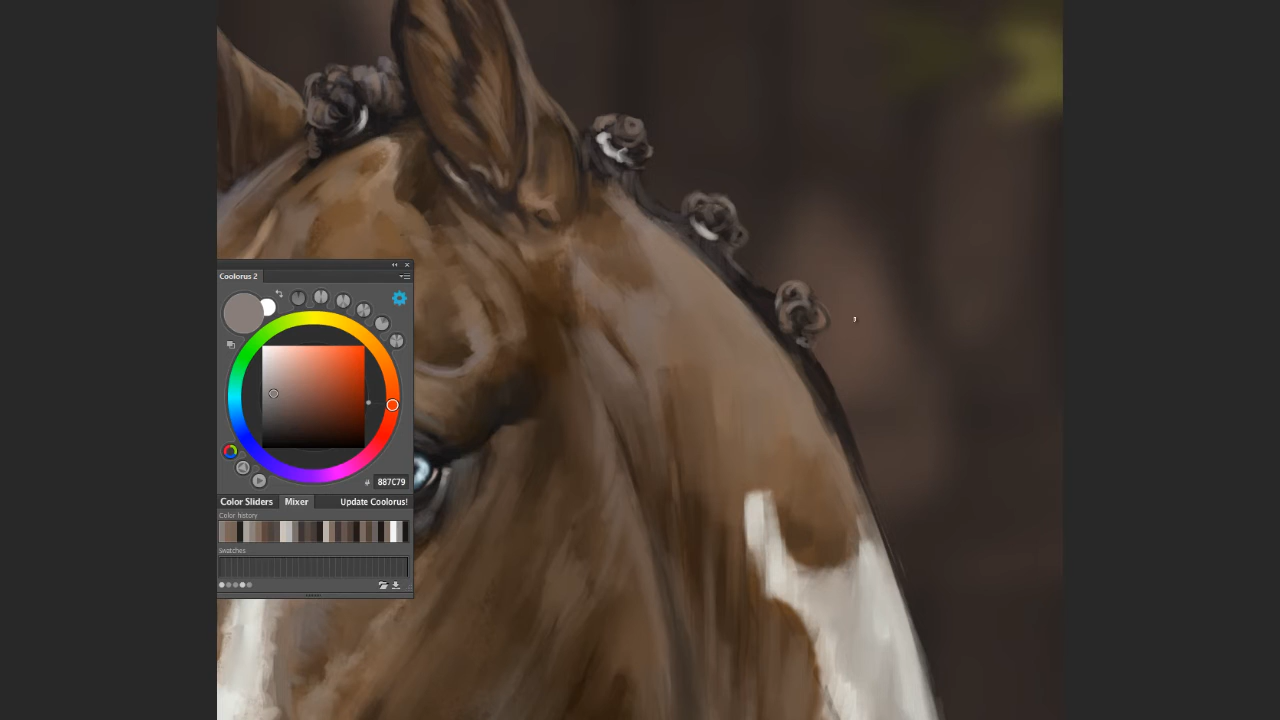 Coolorus 2
# 887C79
Color Sliders Mixer Update Coolorus!
Color history
Swatches